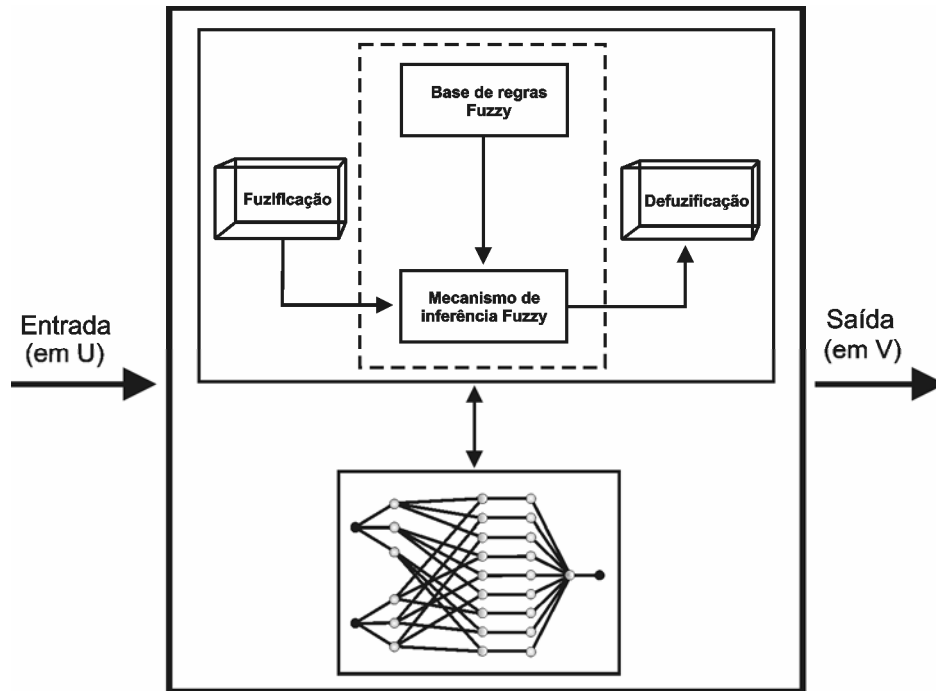 Base de regras
Fuzzy
Fuzificação
Defuzificação
Mecanismo de
inferência Fuzzy
Entrada
(em U)
Saída
(em V)